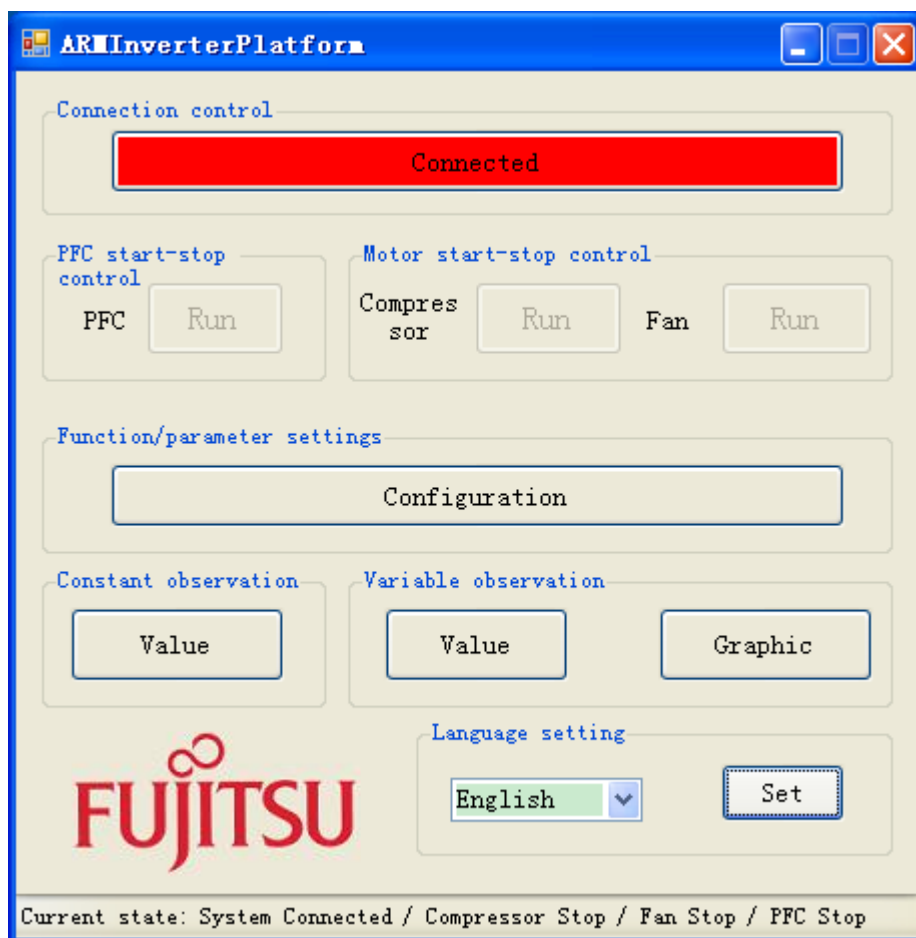 ARMInverterPlatform
Connection control
Connected
PFC start-stop
control
PFC
Run
Motor start-stop control
Compres
sor
Run
Fan
Run
Function/parameter settings
Configuration
Constant observation
Value
Variable observation
Value
Graphic
FUJITSU
Language setting
English
Set
Current state: System Connected / Compressor Stop / Fan Stop / PFC Stop